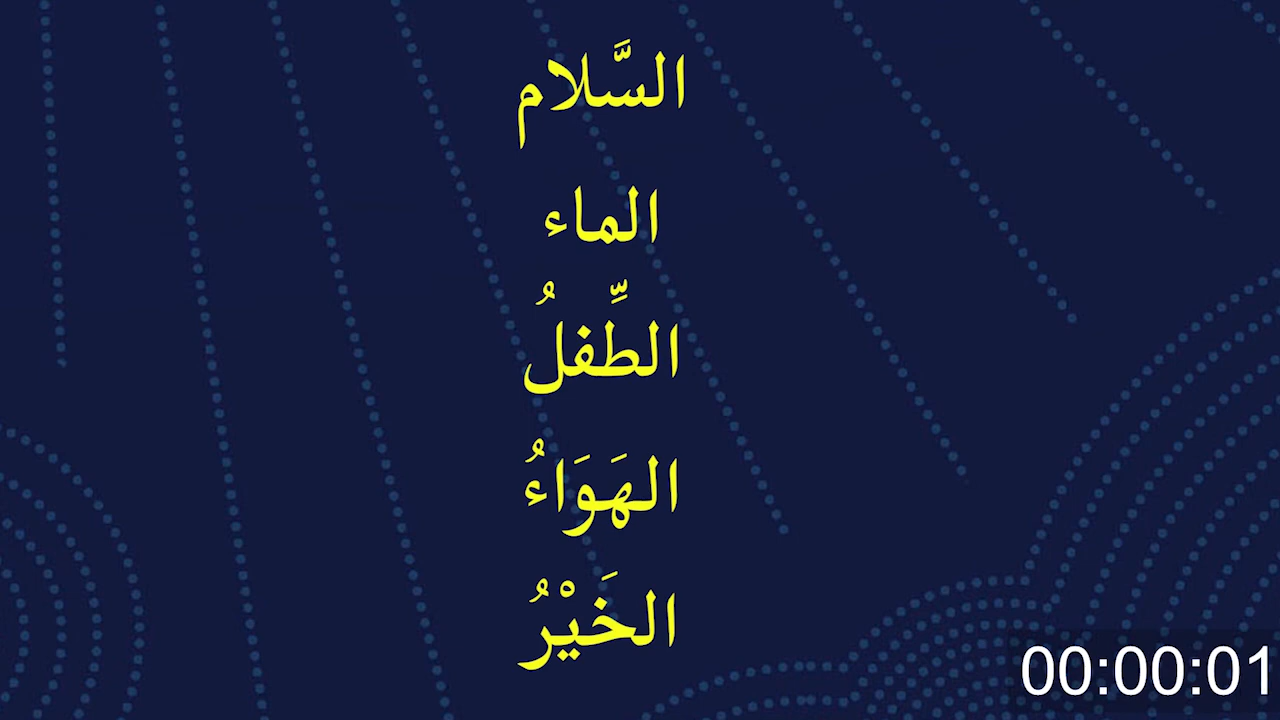 السَّلام
الماء
الطِّفلُ
الهَوَاءُ
الخَيْرُ
00:00:01